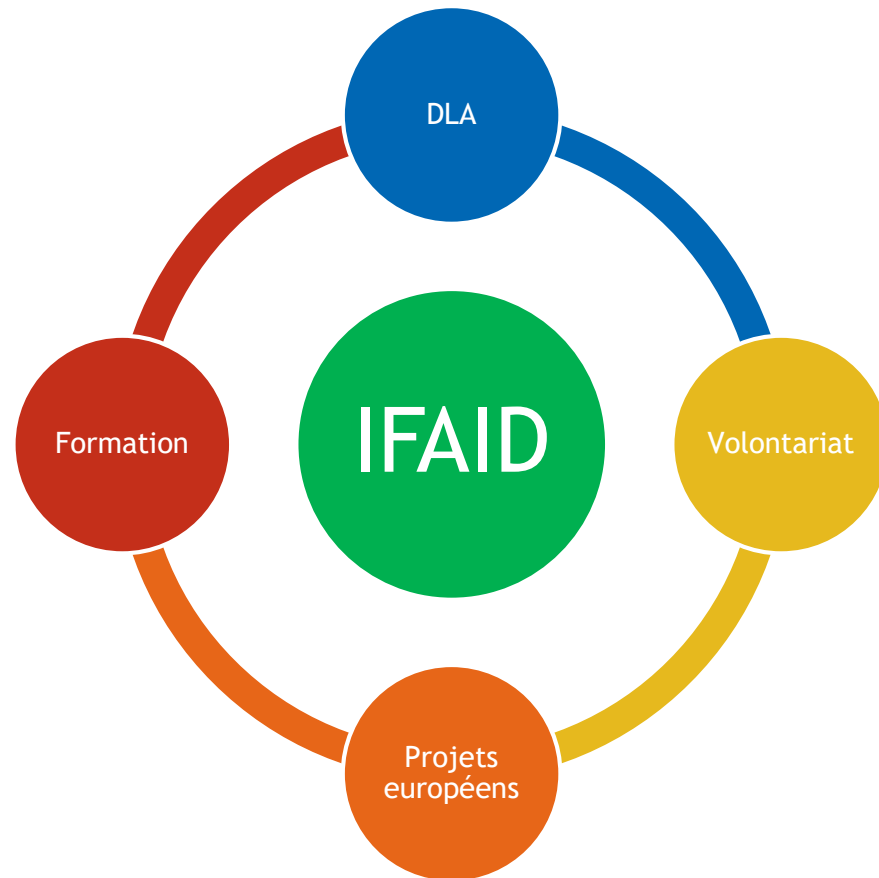 DLA
Formation
IFAID
Volontariat
Projets
européens